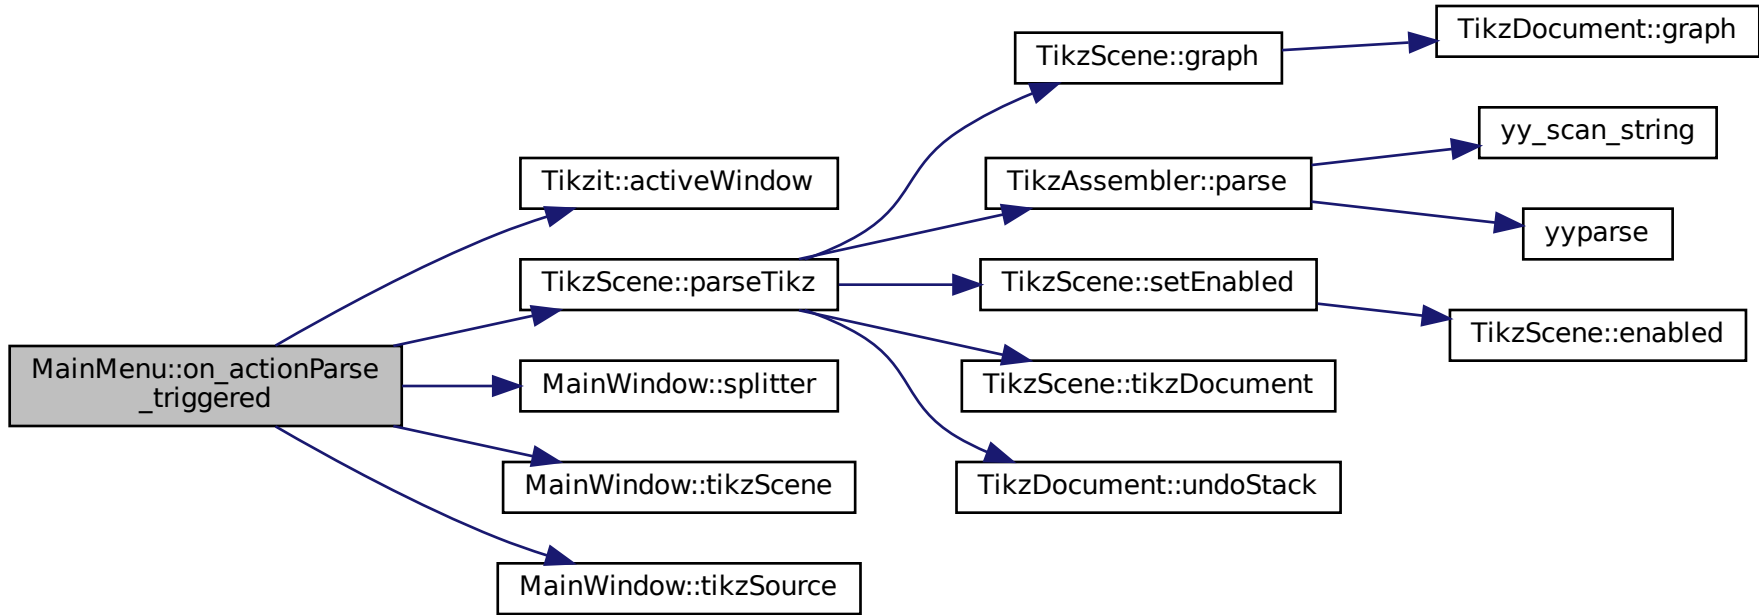 TikzDocument::graph
TikzScene::graph
yy_scan_string
Tikzit::activeWindow
TikzAssembler::parse
yyparse
TikzScene::parseTikz
TikzScene::setEnabled
TikzScene::enabled
MainMenu::on_actionParse
_triggered
MainWindow::splitter
TikzScene::tikzDocument
MainWindow::tikzScene
TikzDocument::undoStack
MainWindow::tikzSource